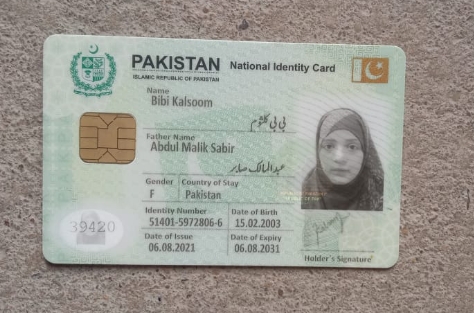 PAKISTAN National Identity Card
ISLAMIC REPUBLIC OF PAKISTAN
Name
Bibi Kalsoom
بی بی کلثوم
Father Name
Abdul Malik Sabir
عبدالمالک صابر
Gender Country of Stay
F Pakistan
Identity Number Date of Birth
51401-5972806-6 15.02.2003
Date of Issue Date of Expiry
06.08.2021 06.08.2031
39420
Holder's Signature